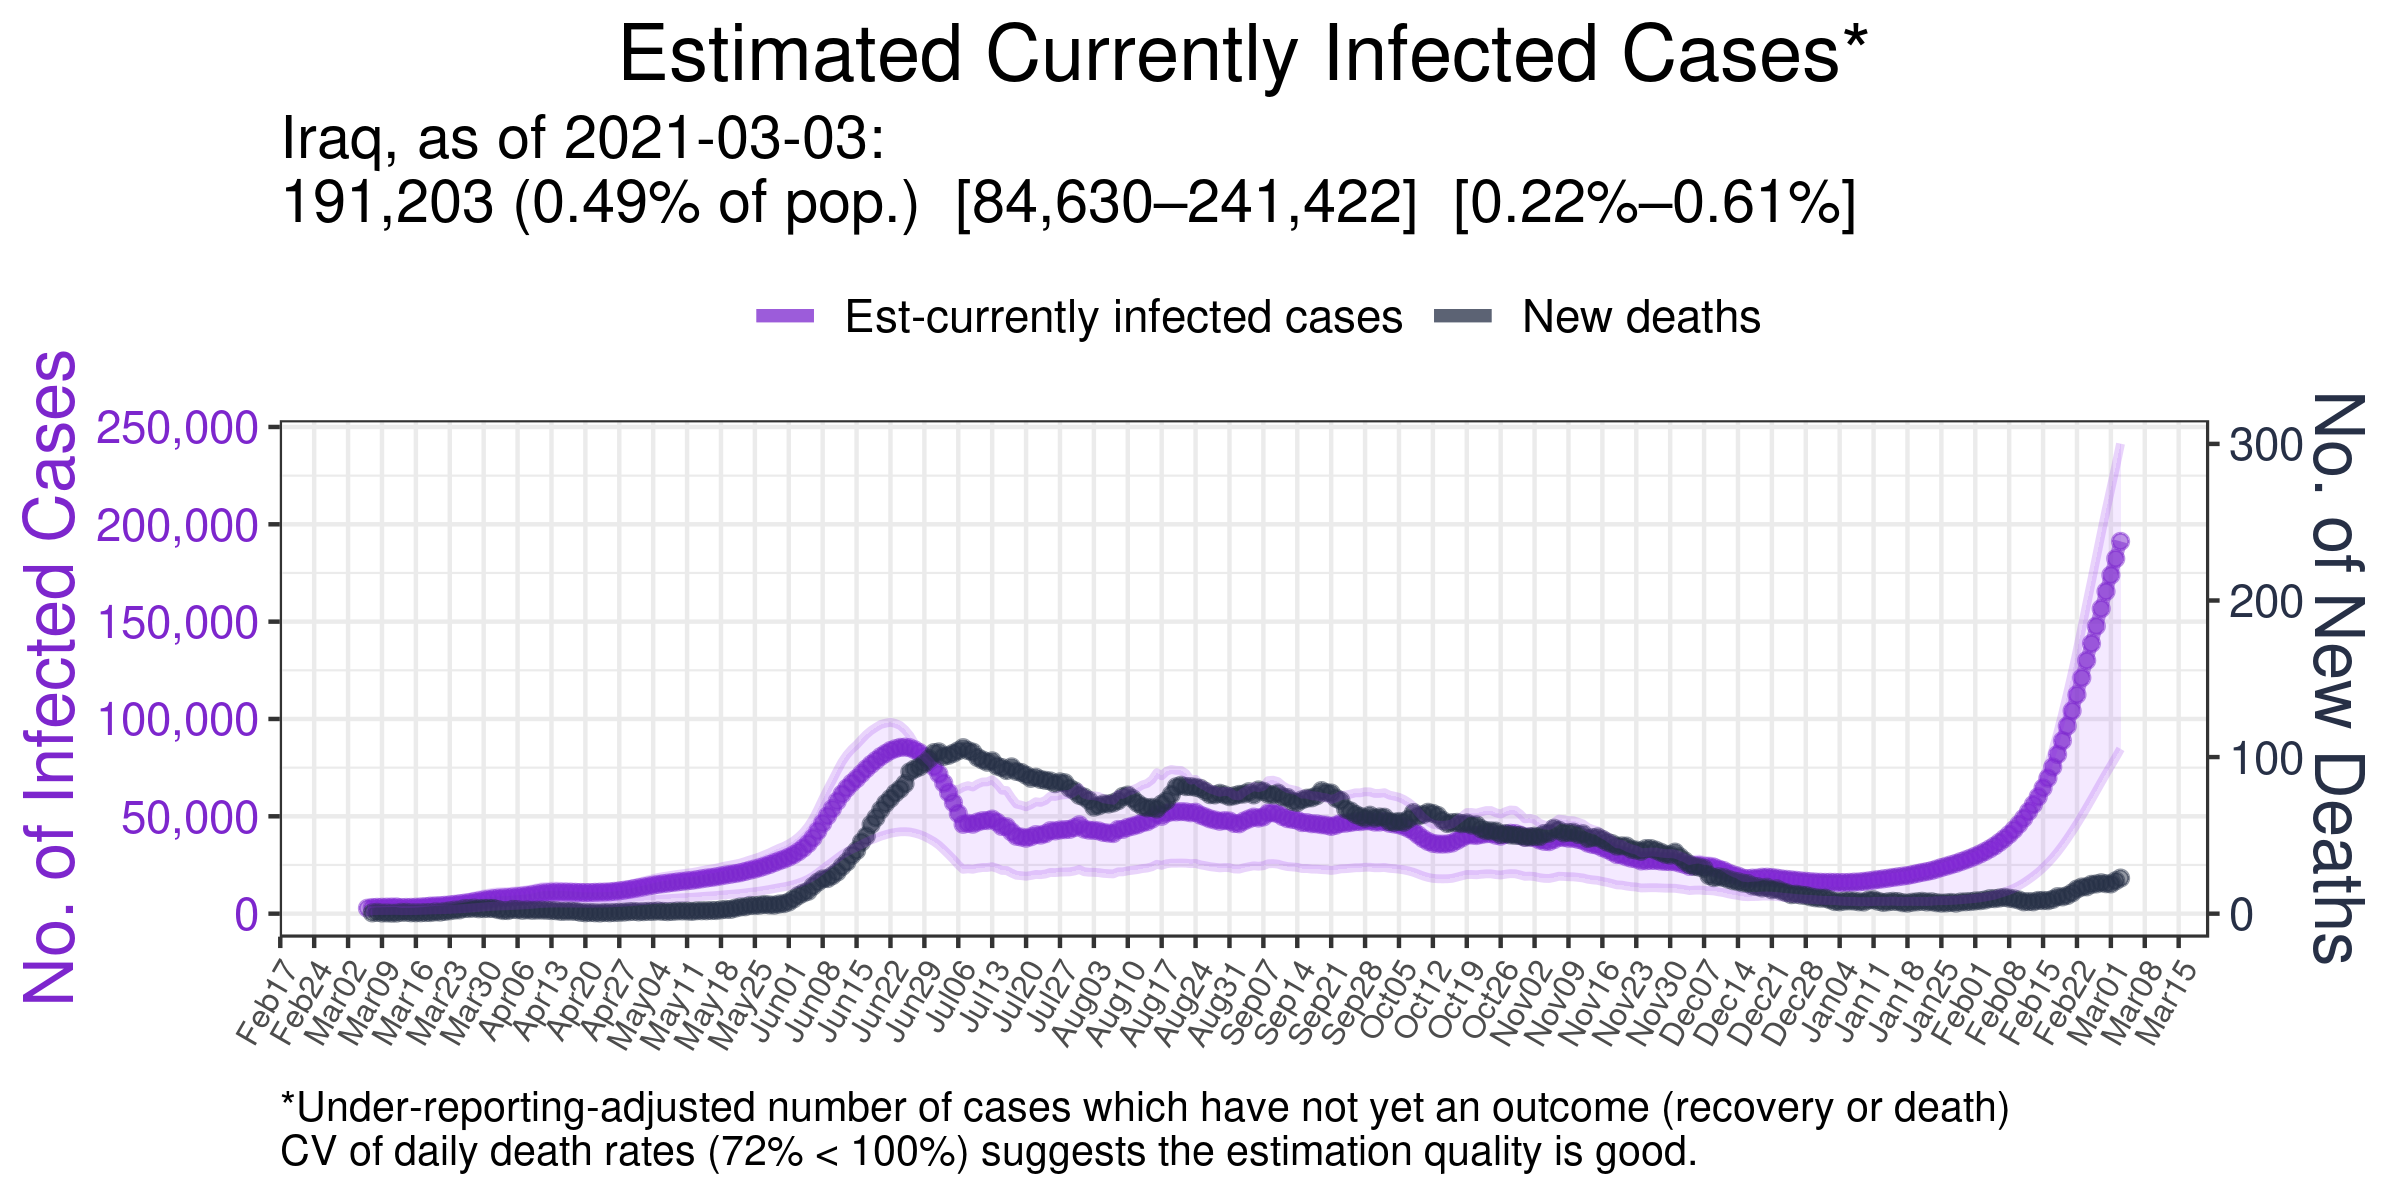 Estimated Currently Infected Cases*
Iraq, as of 2021-03-03:
191,203 (0.49% of pop.)  [84,630–241,422]  [0.22%–0.61%]
Est-currently infected cases
New deaths
No. of Infected Cases
250,000
200,000
150,000
100,000
50,000
0
300
200
100
0
No. of New Deaths
Feb17
Feb24
Mar02
Mar09
Mar16
Mar23
Mar30
Apr06
Apr13
Apr20
Apr27
May04
May11
May18
May25
Jun01
Jun08
Jun15
Jun22
Jun29
Jul06
Jul13
Jul20
Jul27
Aug03
Aug10
Aug17
Aug24
Aug31
Sep07
Sep14
Sep21
Sep28
Oct05
Oct12
Oct19
Oct26
Nov02
Nov09
Nov16
Nov23
Nov30
Dec07
Dec14
Dec21
Dec28
Jan04
Jan11
Jan18
Jan25
Feb01
Feb08
Feb15
Feb22
Mar01
Mar08
Mar15
*Under-reporting-adjusted number of cases which have not yet an outcome (recovery or death)
CV of daily death rates (72% < 100%) suggests the estimation quality is good.